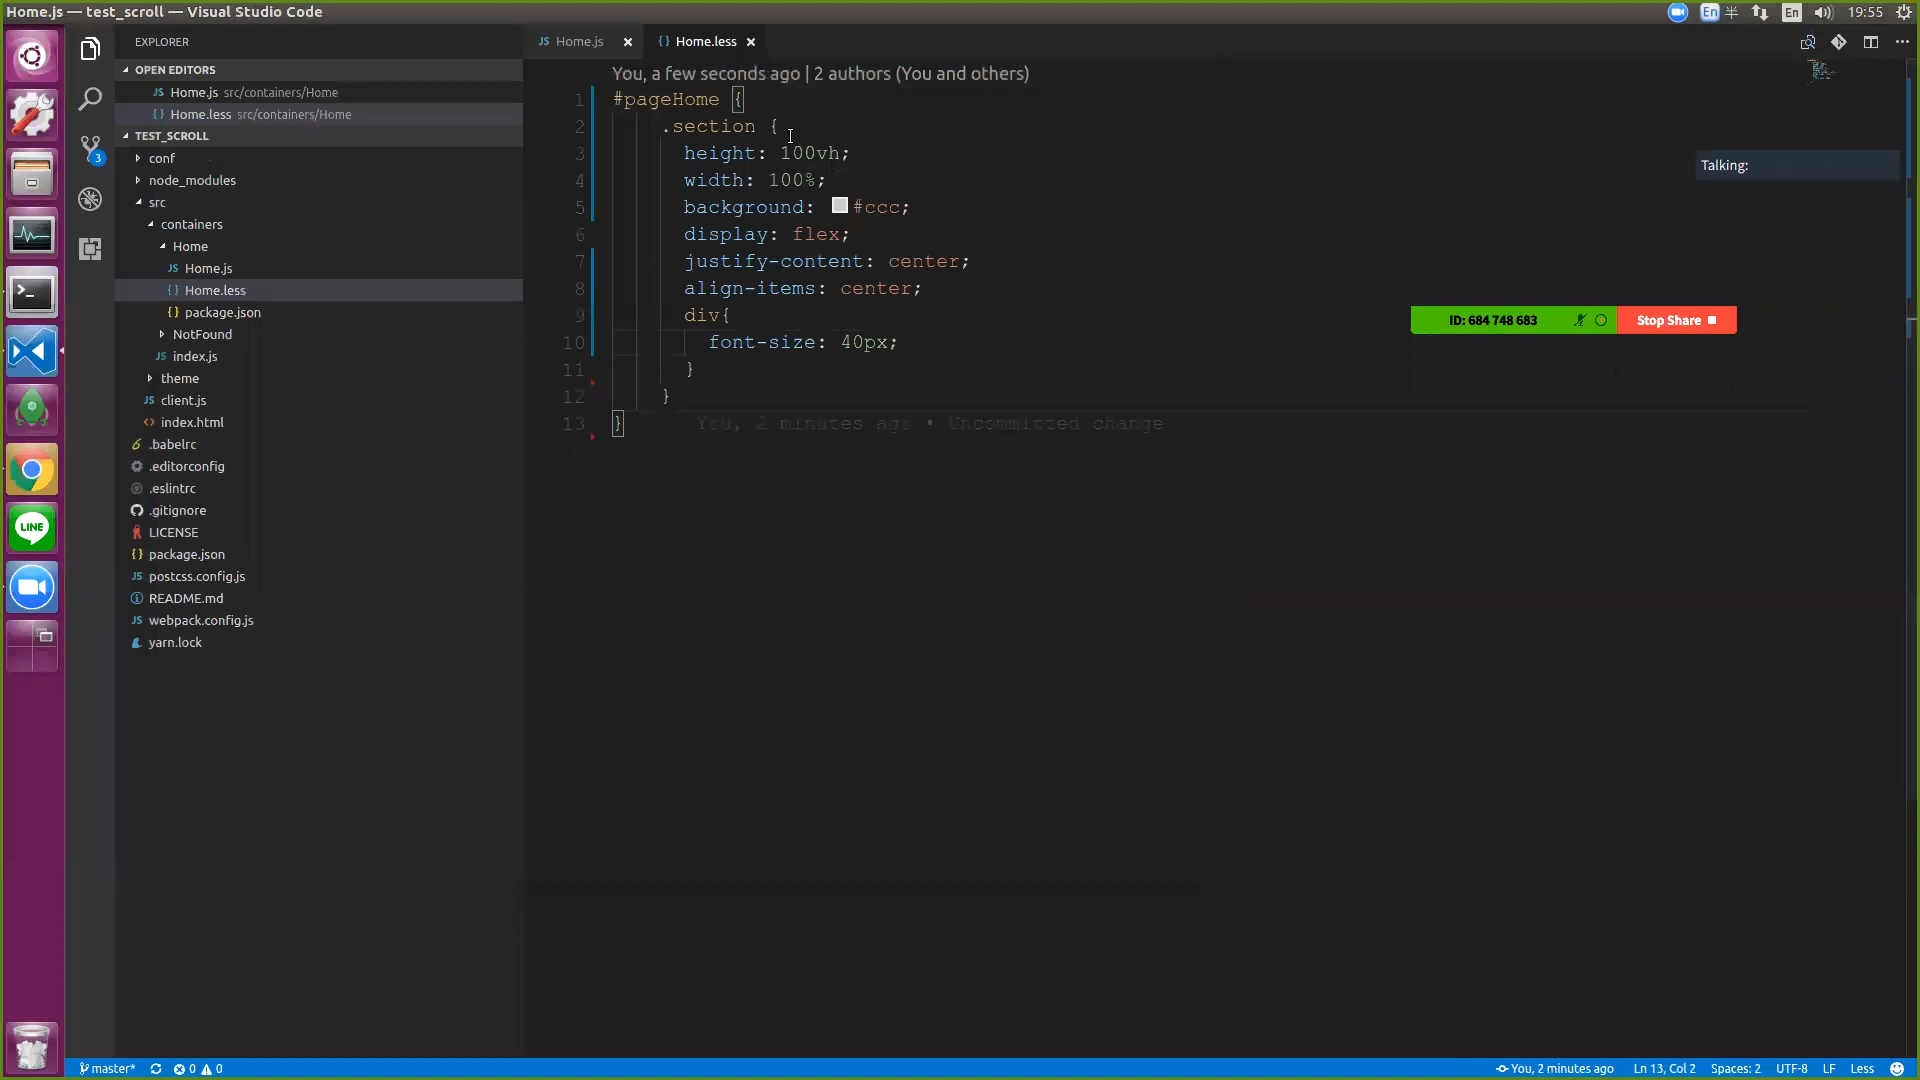 Home.js — test_scroll — Visual Studio Code
En 半 En 19:55
EXPLORER
OPEN EDITORS
JS Home.js src/containers/Home
{} Home.less src/containers/Home
TEST_SCROLL
conf
node_modules
src
containers
Home
JS Home.js
{} Home.less
{} package.json
NotFound
JS index.js
theme
JS client.js
<> index.html
.babelrc
.editorconfig
.eslintrc
.gitignore
LICENSE
{} package.json
JS postcss.config.js
README.md
JS webpack.config.js
yarn.lock
3
LINE
JS Home.js
{} Home.less
You, a few seconds ago | 2 authors (You and others)
1 #pageHome {
2 .section {
3 height: 100vh;
4 width: 100%;
5 background: #ccc;
6 display: flex;
7 justify-content: center;
8 align-items: center;
9 div{
10 font-size: 40px;
11 }
12 }
13 } You, 2 minutes ago • Uncommitted change
Talking:
ID: 684 748 683 Stop Share
master* 0 0 You, 2 minutes ago Ln 13, Col 2 Spaces: 2 UTF-8 LF Less